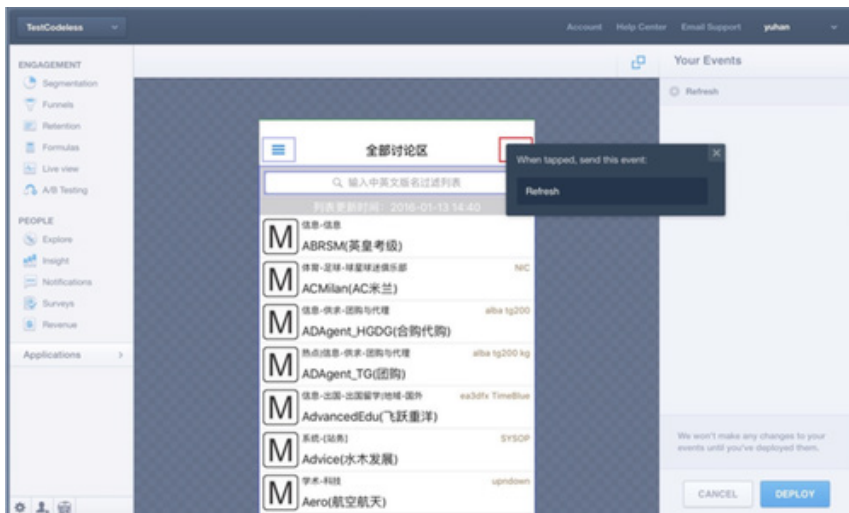 TestCodeless
Account Help Center Email Support yuhan
ENGAGEMENT
Segmentation
Funnels
Retention
Formulas
Live view
A/B Testing
PEOPLE
Explore
Insight
Notifications
Surveys
Revenue
Applications
全部讨论区
输入中英文版名过滤列表
列表更新时间：2016-01-13 14:40
M 信息-信息
ABRSM(英皇考级)
M 体育-足球-球星球迷俱乐部 NIC
ACMilan(AC米兰)
M 信息-供求-团购与代理 alba tg200
ADAgent_HGDG(合购代购)
M 热点|信息-供求-团购与代理 alba tg200 kg
ADAgent_TG(团购)
M 信息-出国-出国留学|地域-国外 ea3dfx TimeBlue
AdvancedEdu(飞跃重洋)
M 系统-[站务] SYSOP
Advice(水木发展)
M 学术-科技 upndown
Aero(航空航天)
When tapped, send this event:
Refresh
Your Events
Refresh
We won't make any changes to your
events until you've deployed them.
CANCEL DEPLOY